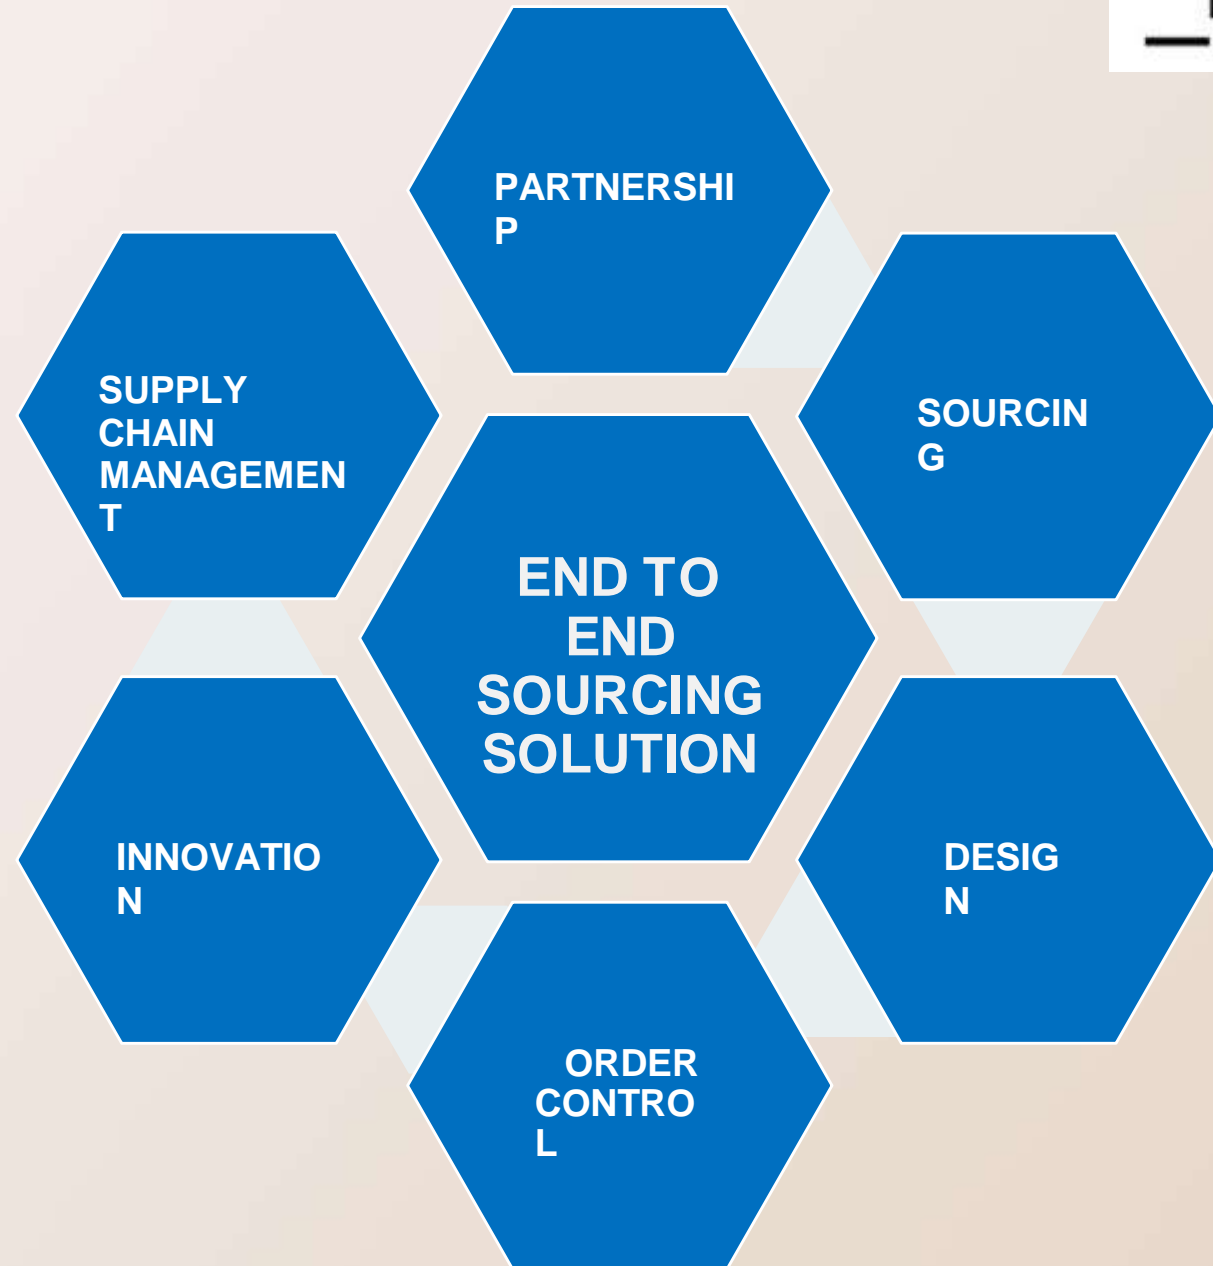 PARTNERSHI
P
SUPPLY
CHAIN
MANAGEMEN
T
SOURCIN
G
END TO
END
SOURCING
SOLUTION
INNOVATIO
N
DESIG
N
ORDER
CONTRO
L